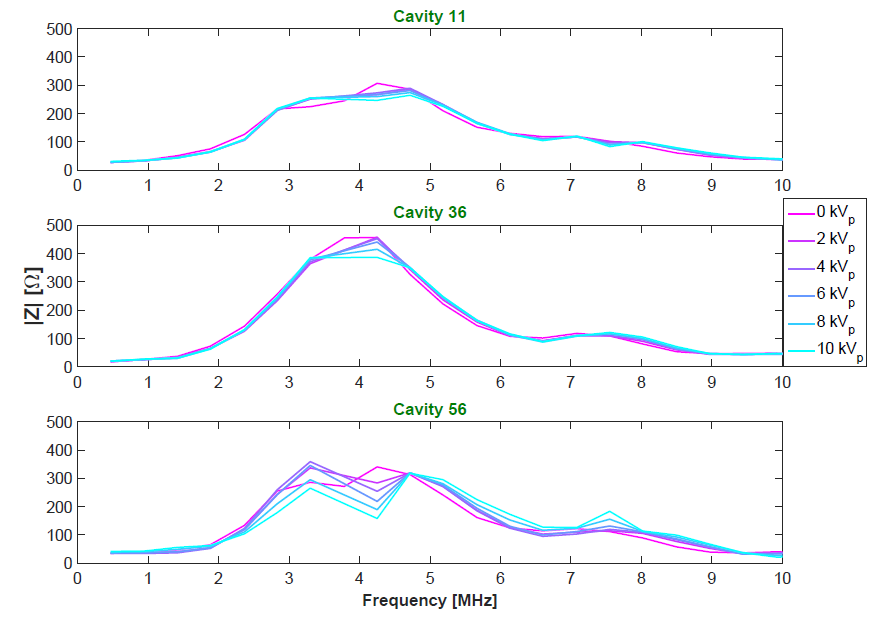 Cavity 11
500
400
300
200
100
0
0 1 2 3 4 5 6 7 8 9 10
Cavity 36
500
400
300
200
100
0
0 1 2 3 4 5 6 7 8 9 10
|Z| [Ω]
0 kVp
2 kVp
4 kVp
6 kVp
8 kVp
10 kVp
Cavity 56
500
400
300
200
100
0
0 1 2 3 4 5 6 7 8 9 10
Frequency [MHz]